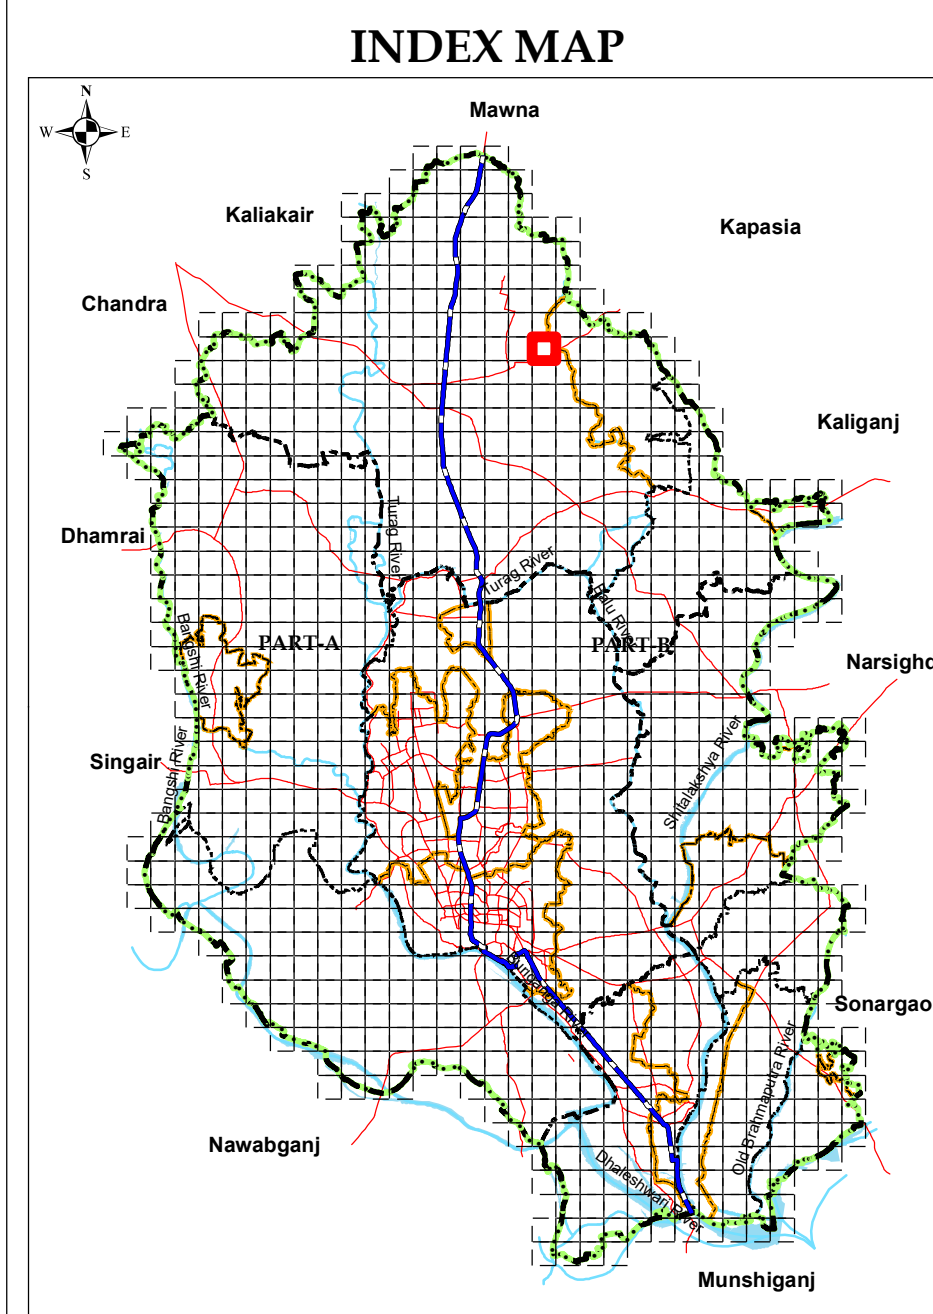 INDEX MAP
N
W E
S
Mawna
Kaliakair
Kapasia
Chandra
Kaliganj
Dhamrai
Turag River
Turag River
Balu River
Bangshi River
PART-A
PART-B
Narsighd
Shitalakshya River
Singair
Bangshi River
Buriganga River
Sonargao
Old Brahmaputra River
Nawabganj
Dhaleshwari River
Munshiganj